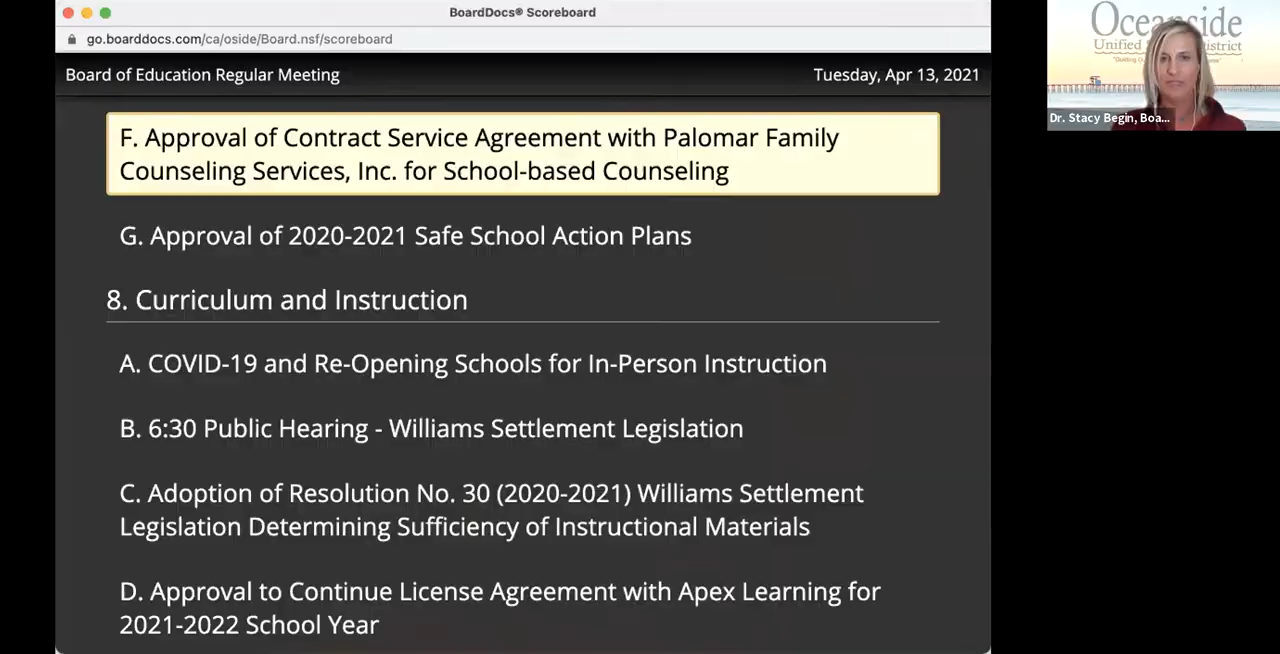 BoardDocs® Scoreboard
go.boarddocs.com/ca/oside/Board.nsf/scoreboard
Board of Education Regular Meeting
Tuesday, Apr 13, 2021
F. Approval of Contract Service Agreement with Palomar Family
Counseling Services, Inc. for School-based Counseling
G. Approval of 2020-2021 Safe School Action Plans
8. Curriculum and Instruction
A. COVID-19 and Re-Opening Schools for In-Person Instruction
B. 6:30 Public Hearing - Williams Settlement Legislation
C. Adoption of Resolution No. 30 (2020-2021) Williams Settlement
Legislation Determining Sufficiency of Instructional Materials
D. Approval to Continue License Agreement with Apex Learning for
2021-2022 School Year
Oceanside
Unified
Dr. Stacy Begin, Boa...